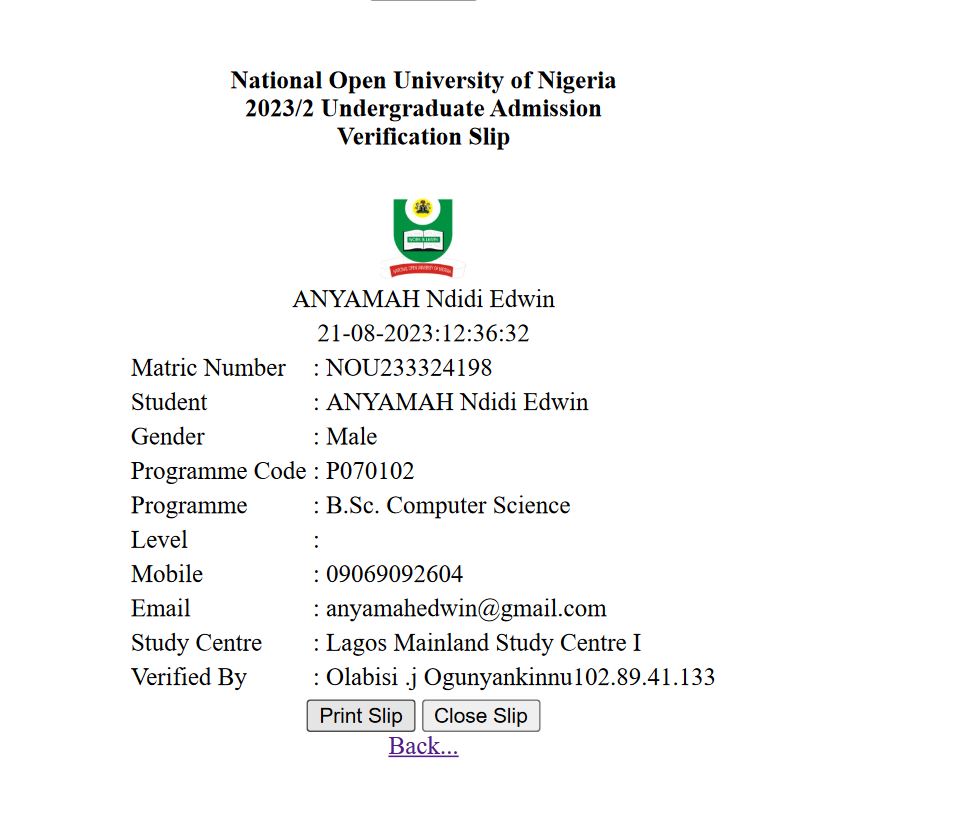 National Open University of Nigeria
2023/2 Undergraduate Admission
Verification Slip
WORK & LEARN
NATIONAL OPEN UNIVERSITY OF NIGERIA
ANYAMAH Ndidi Edwin
21-08-2023:12:36:32
Matric Number : NOU233324198
Student : ANYAMAH Ndidi Edwin
Gender : Male
Programme Code : P070102
Programme : B.Sc. Computer Science
Level :
Mobile : 09069092604
Email : anyamahedwin@gmail.com
Study Centre : Lagos Mainland Study Centre I
Verified By : Olabisi .j Ogunyankinnu102.89.41.133
Print Slip Close Slip
Back...